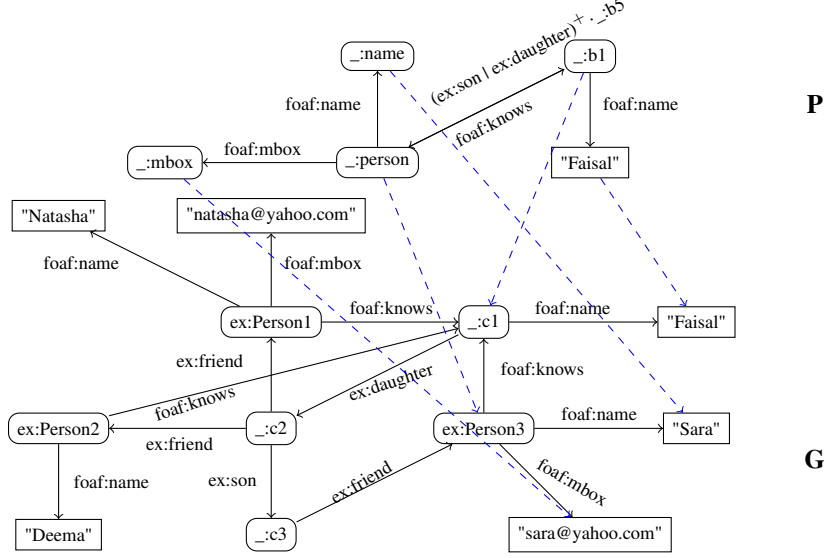 _:name
(ex:son | ex:daughter)+ . _:b5
_:b1
P
foaf:name
foaf:knows
foaf:name
_:mbox
foaf:mbox
_:person
"Faisal"
"Natasha"
"natasha@yahoo.com"
foaf:name
foaf:mbox
ex:Person1
foaf:knows
_:c1
foaf:name
"Faisal"
ex:friend
ex:daughter
foaf:knows
foaf:knows
ex:Person2
ex:friend
_:c2
ex:Person3
foaf:name
"Sara"
foaf:name
ex:son
ex:friend
foaf:mbox
G
"Deema"
_:c3
"sara@yahoo.com"